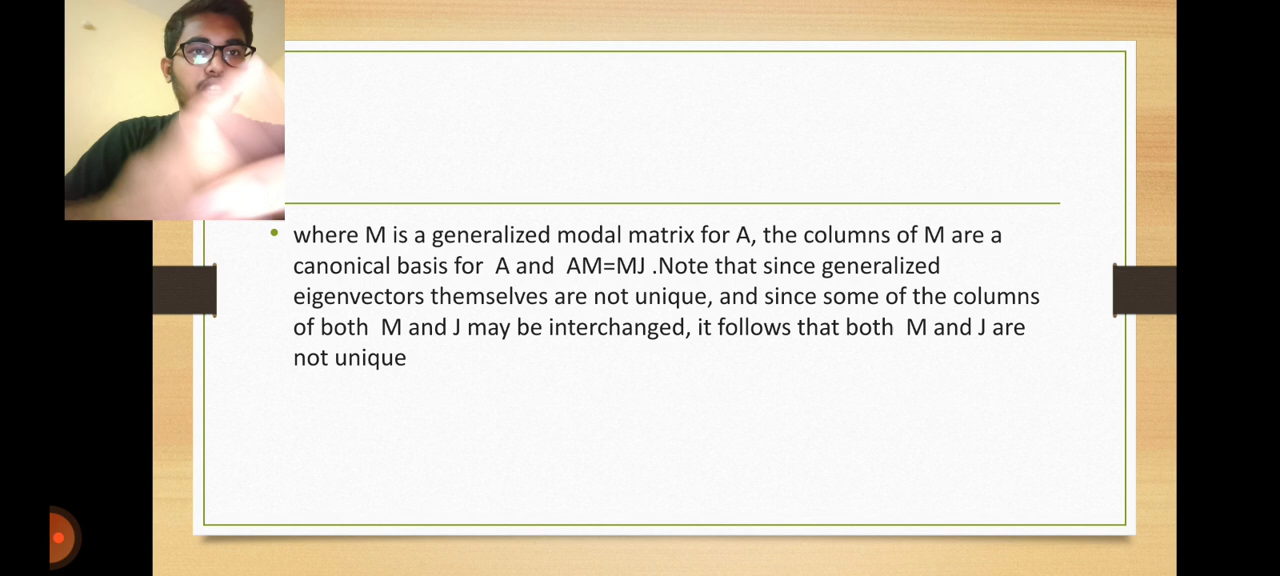 • where M is a generalized modal matrix for A, the columns of M are a
canonical basis for  A and  AM=MJ .Note that since generalized
eigenvectors themselves are not unique, and since some of the columns
of both  M and J may be interchanged, it follows that both  M and J are
not unique